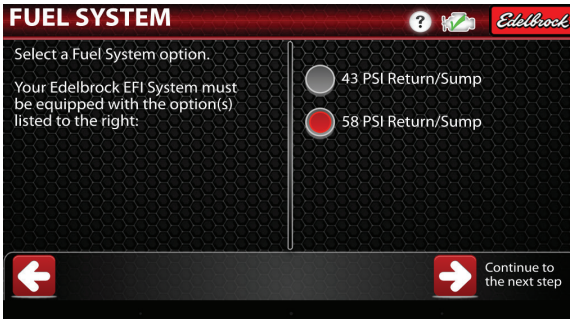 FUEL SYSTEM
?
Edelbrock
Select a Fuel System option.
Your Edelbrock EFI System must
be equipped with the option(s)
listed to the right:
43 PSI Return/Sump
58 PSI Return/Sump
Continue to
the next step